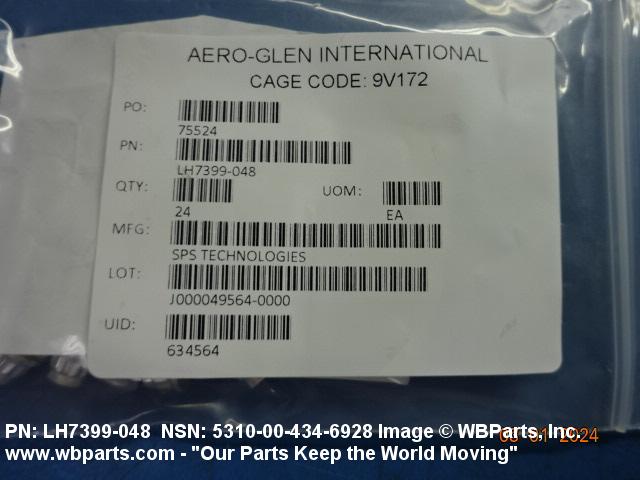 AERO-GLEN INTERNATIONAL
CAGE CODE: 9V172
PO:
75524
PN:
LH7399-048
QTY:
24
UOM:
EA
MFG:
SPS TECHNOLOGIES
LOT:
J000049564-0000
UID:
634564
PN: LH7399-048 NSN: 5310-00-434-6928 Image © WBParts, Inc.
2024
www.wbparts.com - "Our Parts Keep the World Moving"